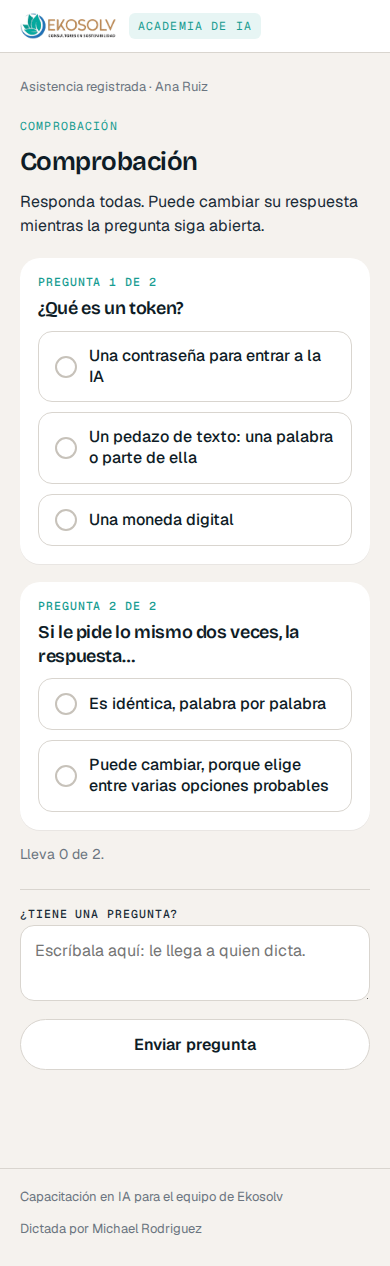 EKOSOLV
ACADEMIA DE IA
Asistencia registrada · Ana Ruiz
COMPROBACIÓN
Comprobación
Responda todas. Puede cambiar su respuesta
mientras la pregunta siga abierta.
PREGUNTA 1 DE 2
¿Qué es un token?
Una contraseña para entrar a la
IA
Un pedazo de texto: una palabra
o parte de ella
Una moneda digital
PREGUNTA 2 DE 2
Si le pide lo mismo dos veces, la
respuesta...
Es idéntica, palabra por palabra
Puede cambiar, porque elige
entre varias opciones probables
Lleva 0 de 2.
¿TIENE UNA PREGUNTA?
Escríbala aquí: le llega a quien dicta.
Enviar pregunta
Capacitación en IA para el equipo de Ekosolv
Dictada por Michael Rodriguez